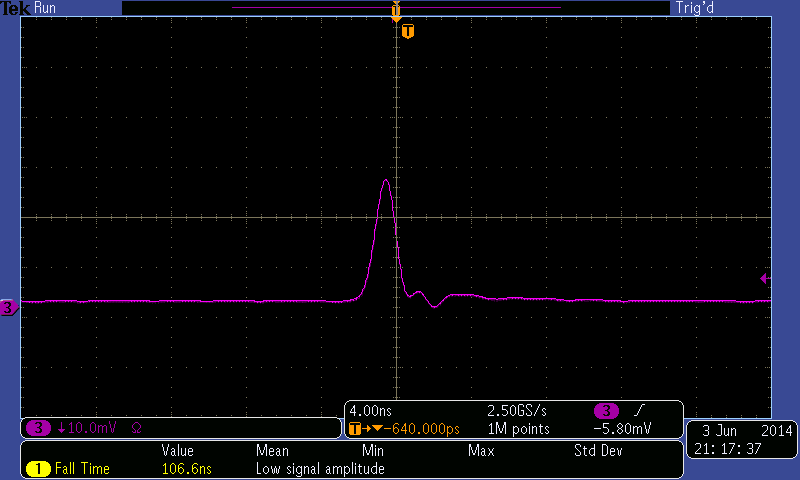 Tek Run Trig'd
T
T
3
3 ↓10.0mV Ω
4.00ns 2.50GS/s 3 ∫
T→▼−640.000ps 1M points −5.80mV
3 Jun 2014
21:17:37
Value Mean Min Max Std Dev
1 Fall Time 106.6ns Low signal amplitude